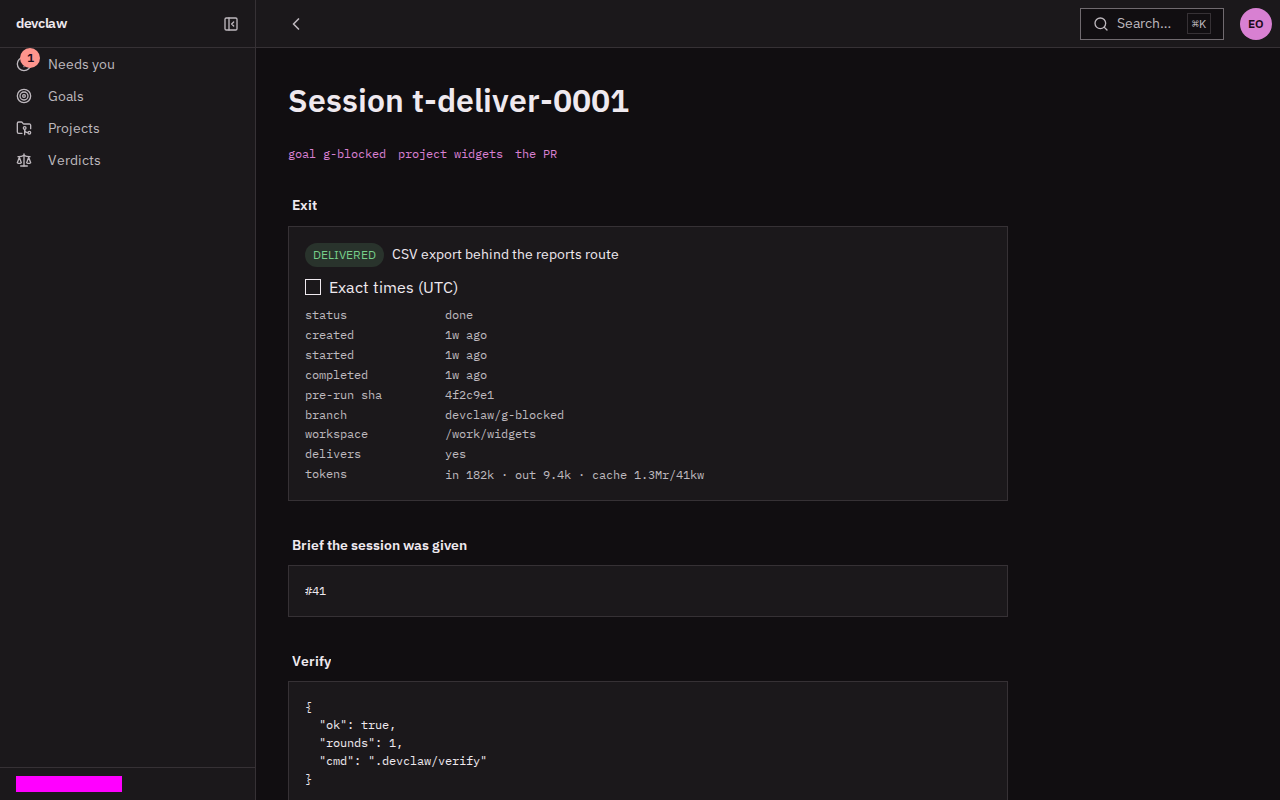 devclaw
Search... ⌘K
EO
1
Needs you
Goals
Projects
Verdicts
Session t-deliver-0001
goal g-blocked project widgets the PR
Exit
DELIVERED CSV export behind the reports route
Exact times (UTC)
status done
created 1w ago
started 1w ago
completed 1w ago
pre-run sha 4f2c9e1
branch devclaw/g-blocked
workspace /work/widgets
delivers yes
tokens in 182k · out 9.4k · cache 1.3Mr/41kw
Brief the session was given
#41
Verify
{
"ok": true,
"rounds": 1,
"cmd": ".devclaw/verify"
}